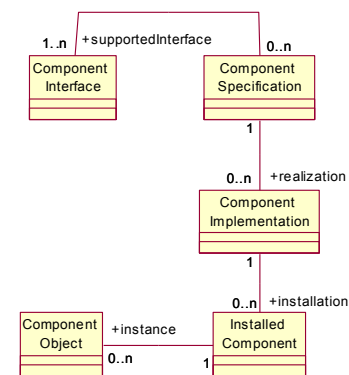 1..n
+supportedInterface
0..n
Component
Interface
Component
Specification
1
0..n
+realization
Component
Implementation
1
0..n
+installation
Component
Object
+instance
0..n
1
Installed
Component